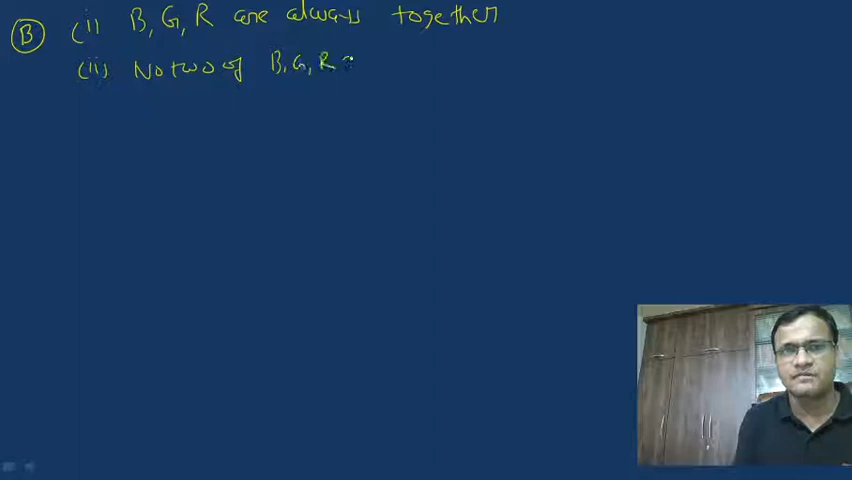 B (i) B, G, R are always together
(ii) No two of B, G, R